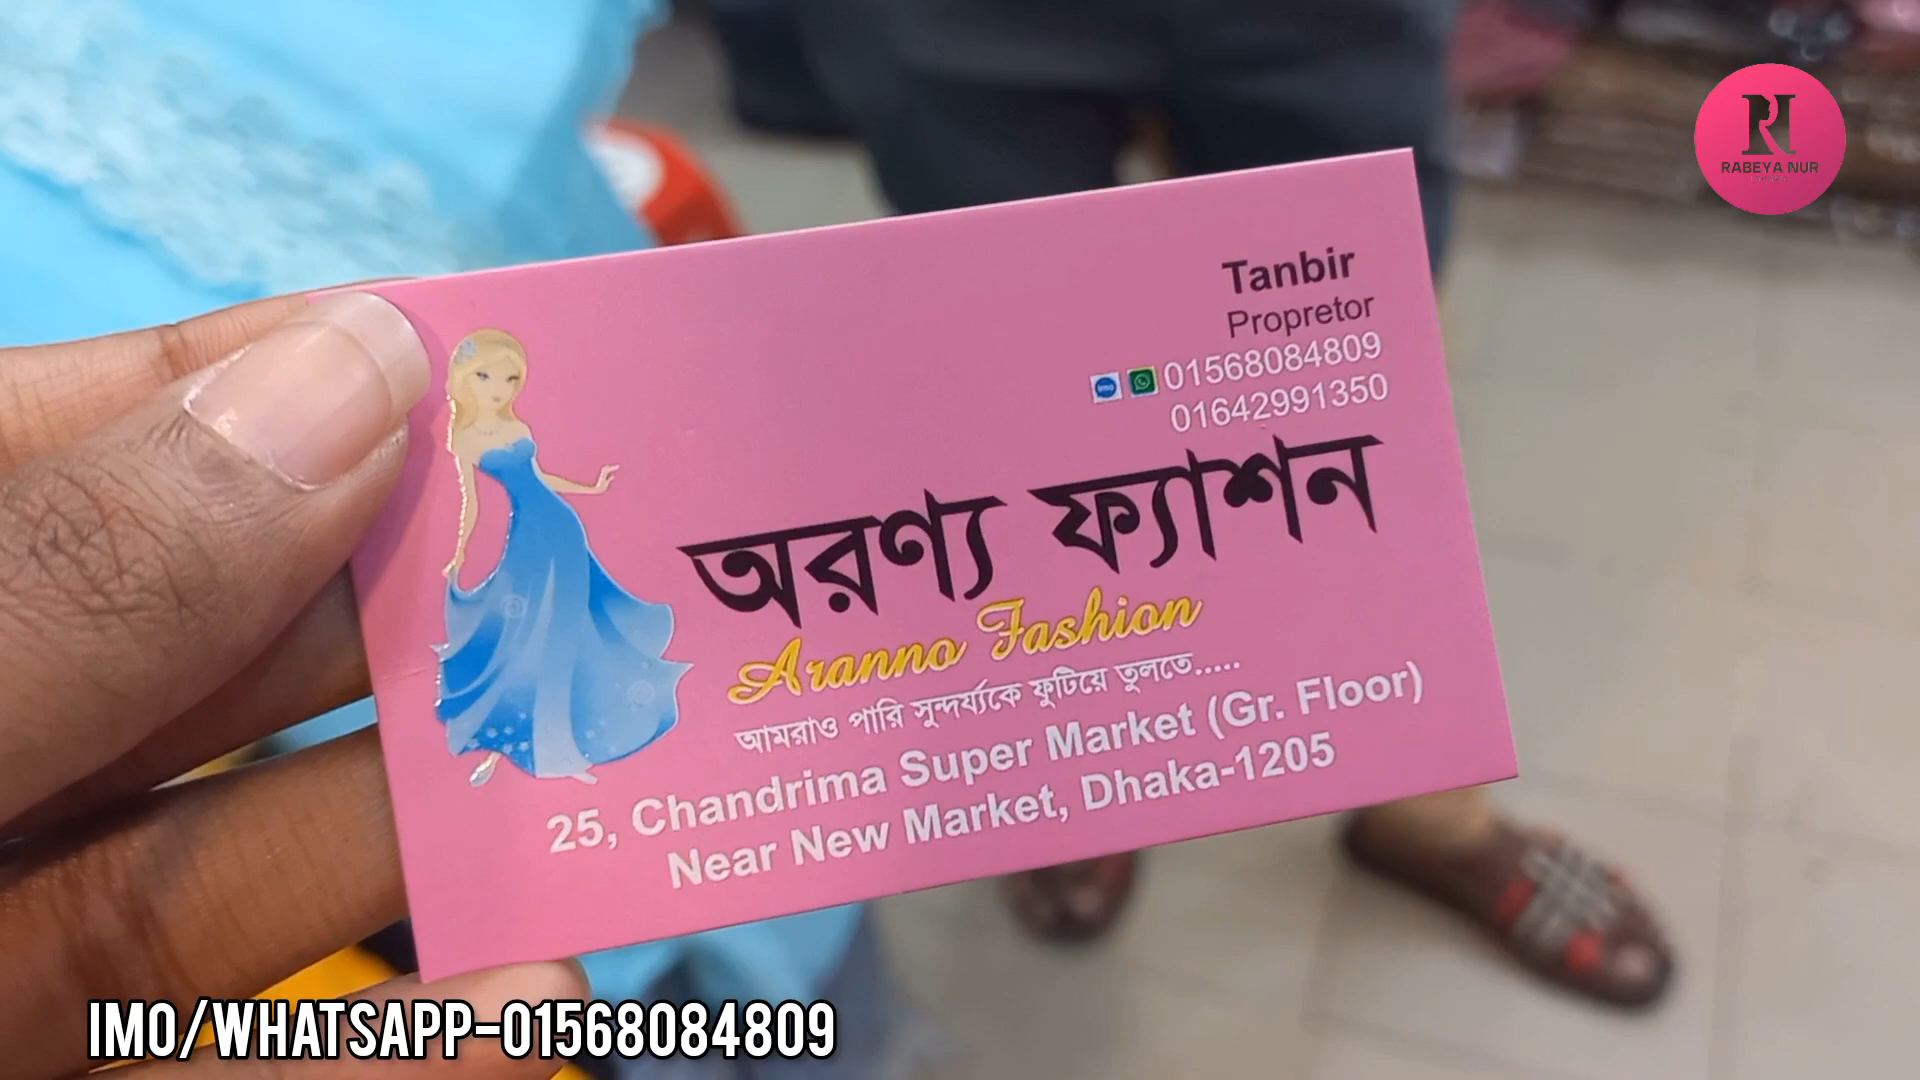 RABEYA NUR
Tanbir
Propretor
01568084809
01642991350
অরণ্য ফ্যাশন
Aranno Fashion
আমরাও পারি সুন্দর্য্যকে ফুটিয়ে তুলতে.....
25, Chandrima Super Market (Gr. Floor)
Near New Market, Dhaka-1205
IMO/WHATSAPP-01568084809